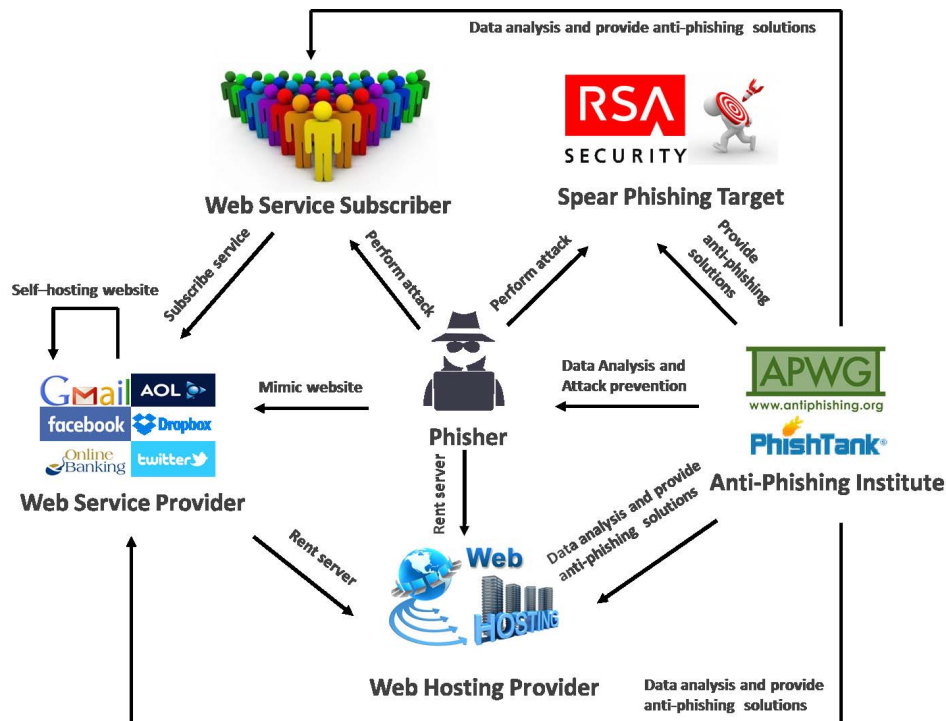 Data analysis and provide anti-phishing solutions
RSA
SECURITY
Web Service Subscriber
Spear Phishing Target
Subscribe service
Perform attack
Perform attack
Provide
anti-phishing
solutions
Self-hosting website
Gmail
AOL
facebook
Dropbox
Online
Banking
twitter
Mimic website
Data Analysis and
Attack prevention
APWG
www.antiphishing.org
PhishTank®
Phisher
Anti-Phishing Institute
Web Service Provider
Rent server
Rent server
Data analysis and provide
anti-phishing solutions
Web
HOSTING
Web Hosting Provider
Data analysis and provide
anti-phishing solutions